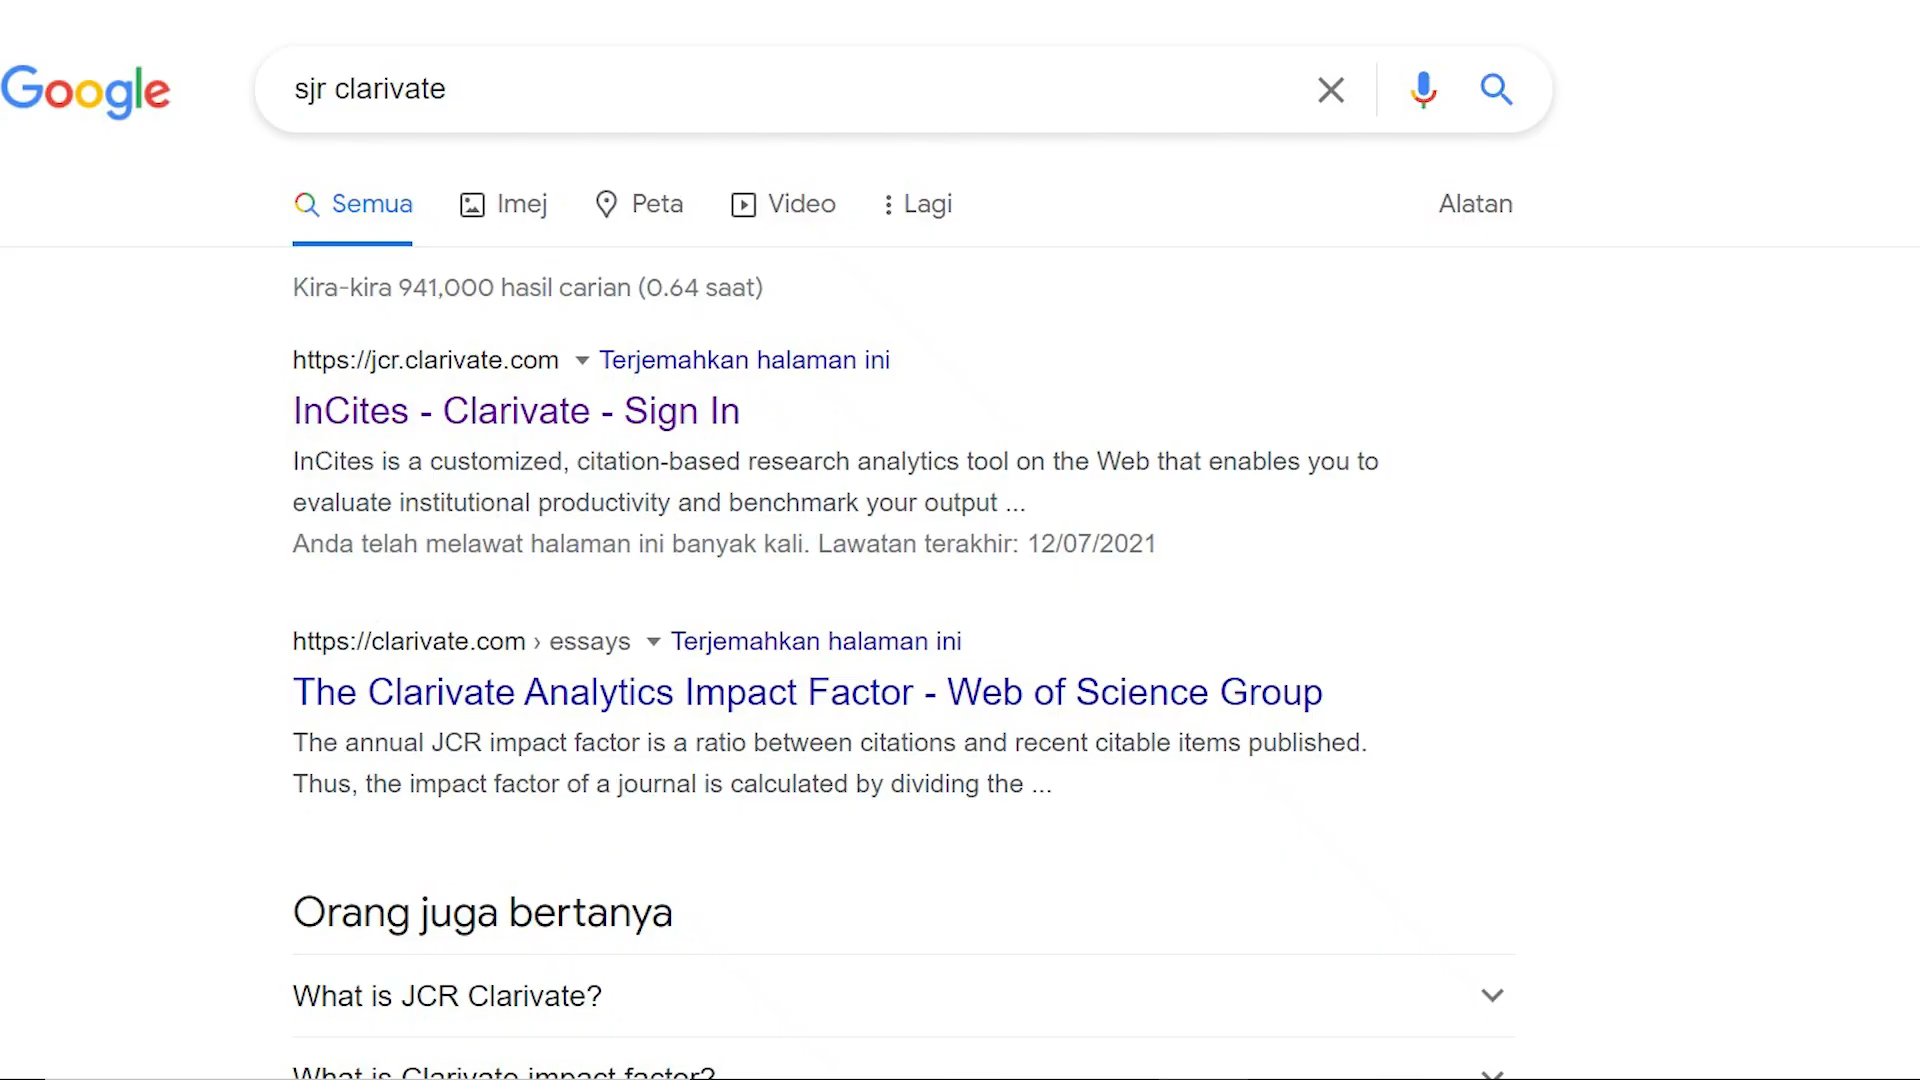 Google
sjr clarivate
Semua Imej Peta Video Lagi Alatan
Kira-kira 941,000 hasil carian (0.64 saat)
https://jcr.clarivate.com Terjemahkan halaman ini
InCites - Clarivate - Sign In
InCites is a customized, citation-based research analytics tool on the Web that enables you to
evaluate institutional productivity and benchmark your output ...
Anda telah melawat halaman ini banyak kali. Lawatan terakhir: 12/07/2021
https://clarivate.com › essays Terjemahkan halaman ini
The Clarivate Analytics Impact Factor - Web of Science Group
The annual JCR impact factor is a ratio between citations and recent citable items published.
Thus, the impact factor of a journal is calculated by dividing the ...
Orang juga bertanya
What is JCR Clarivate?
What is Clarivate impact factor?